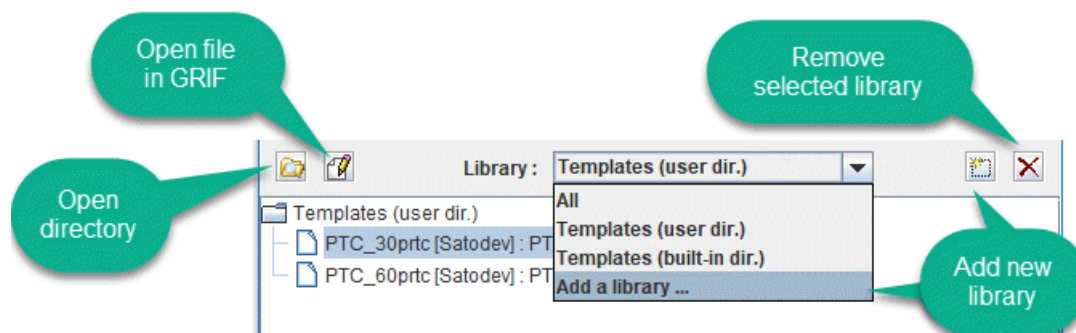 Open file
in GRIF
Remove
selected library
Open
directory
Library : Templates (user dir.)
Templates (user dir.)
PTC_30prtc [Satodev] : PT
PTC_60prtc [Satodev] : PT
All
Templates (user dir.)
Templates (built-in dir.)
Add a library ...
Add new
library